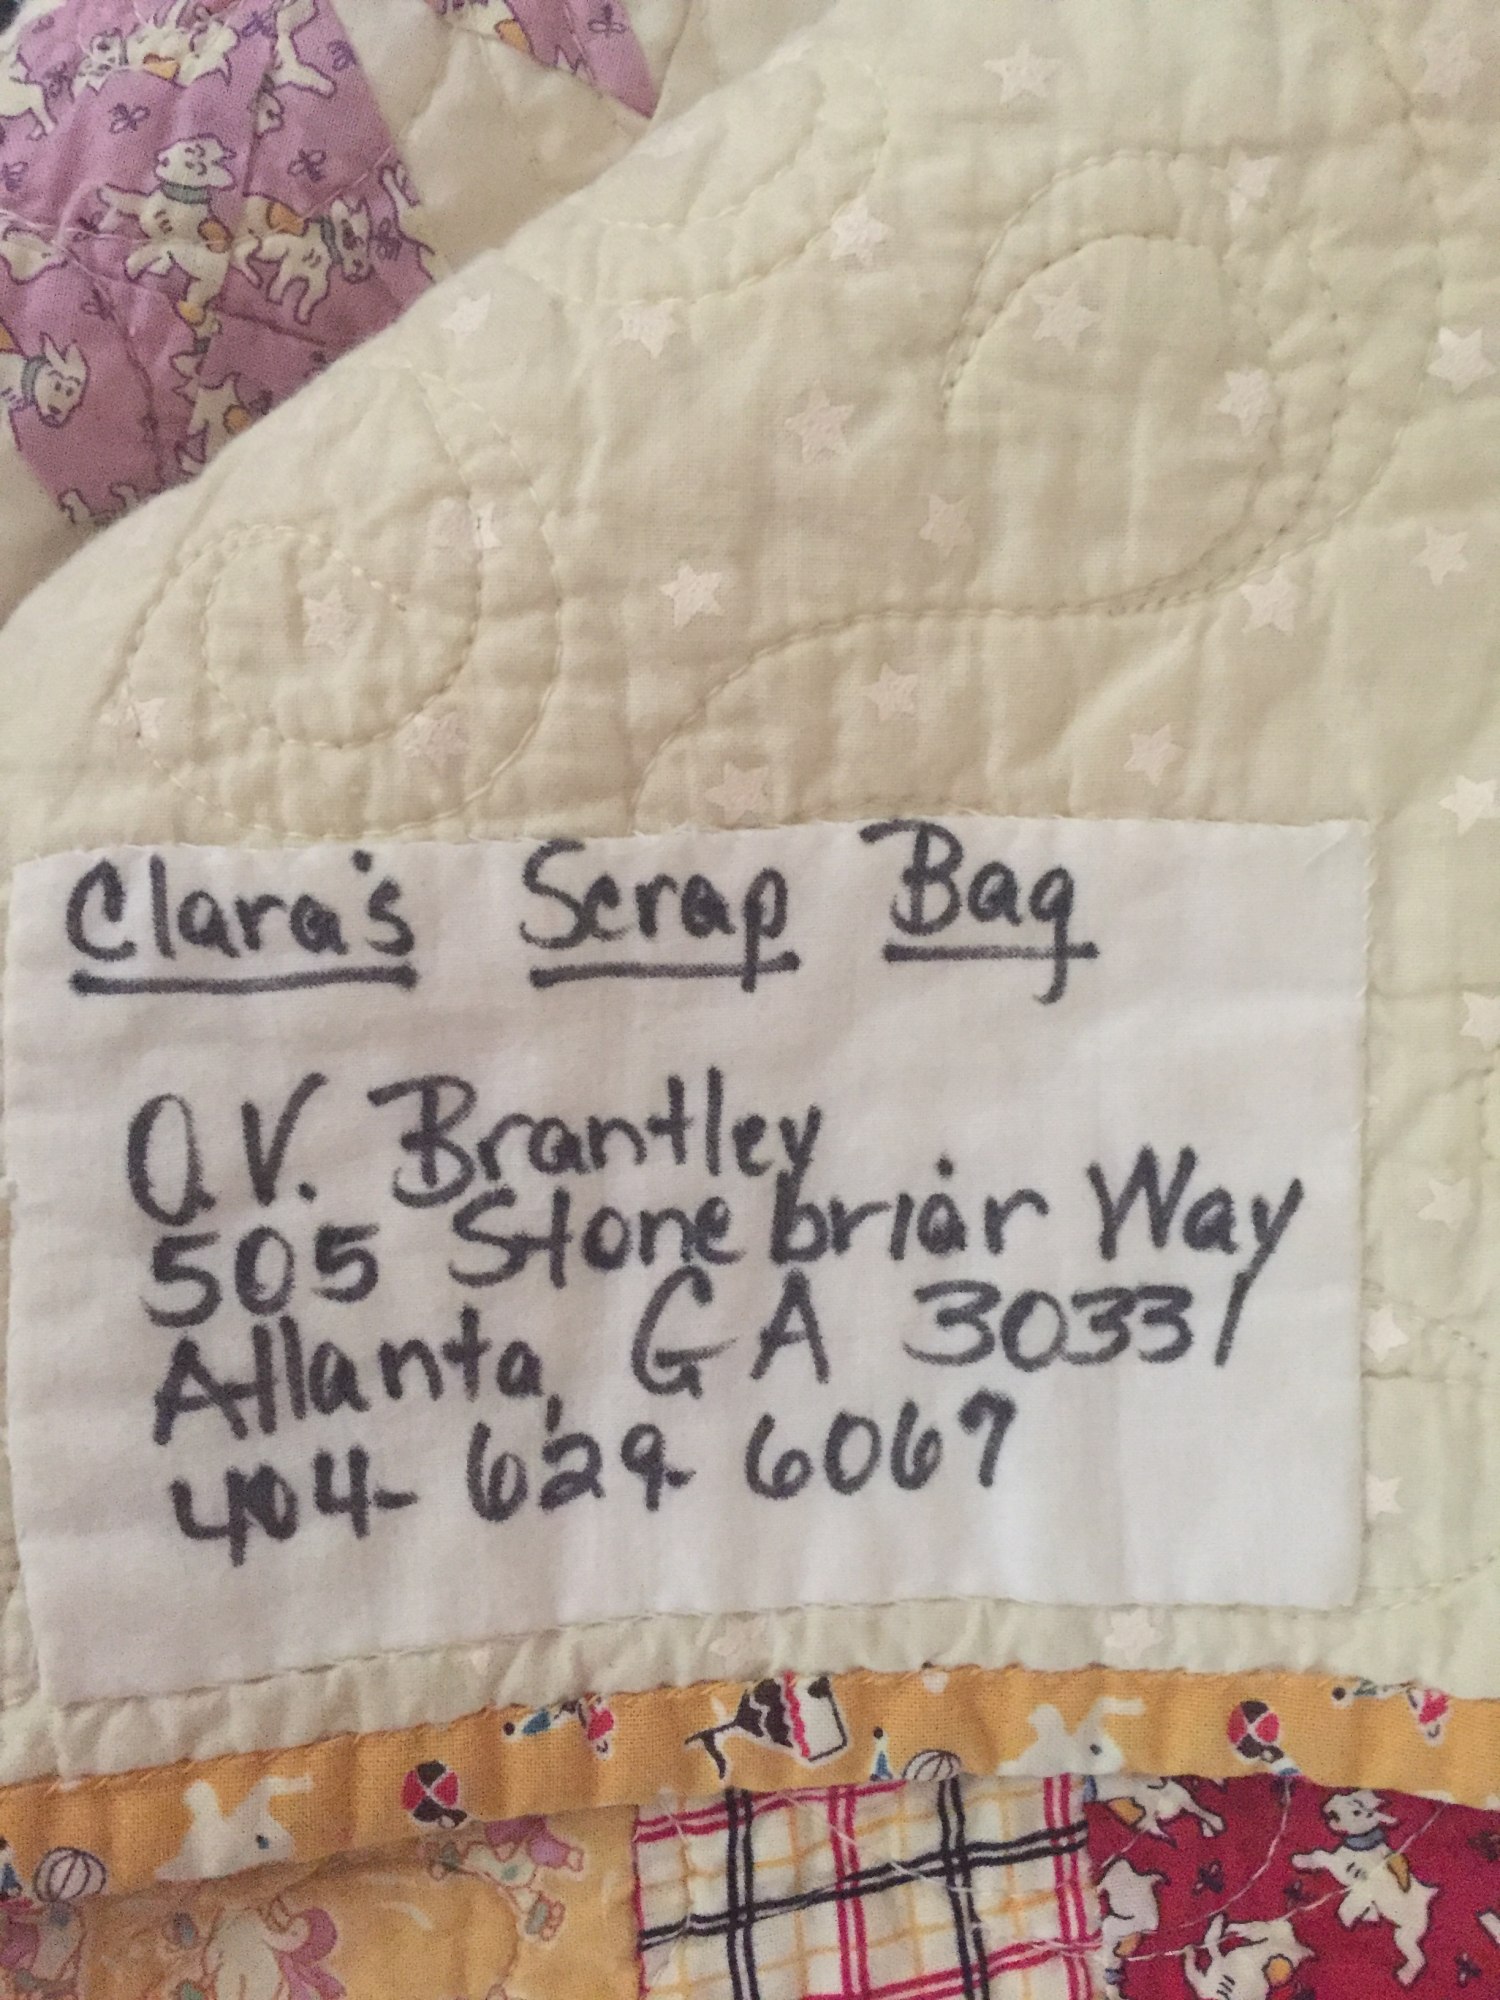 Clara's Scrap Bag
O.V. Brantley
505 Stonebriar Way
Atlanta, GA 30331
404-629-6067